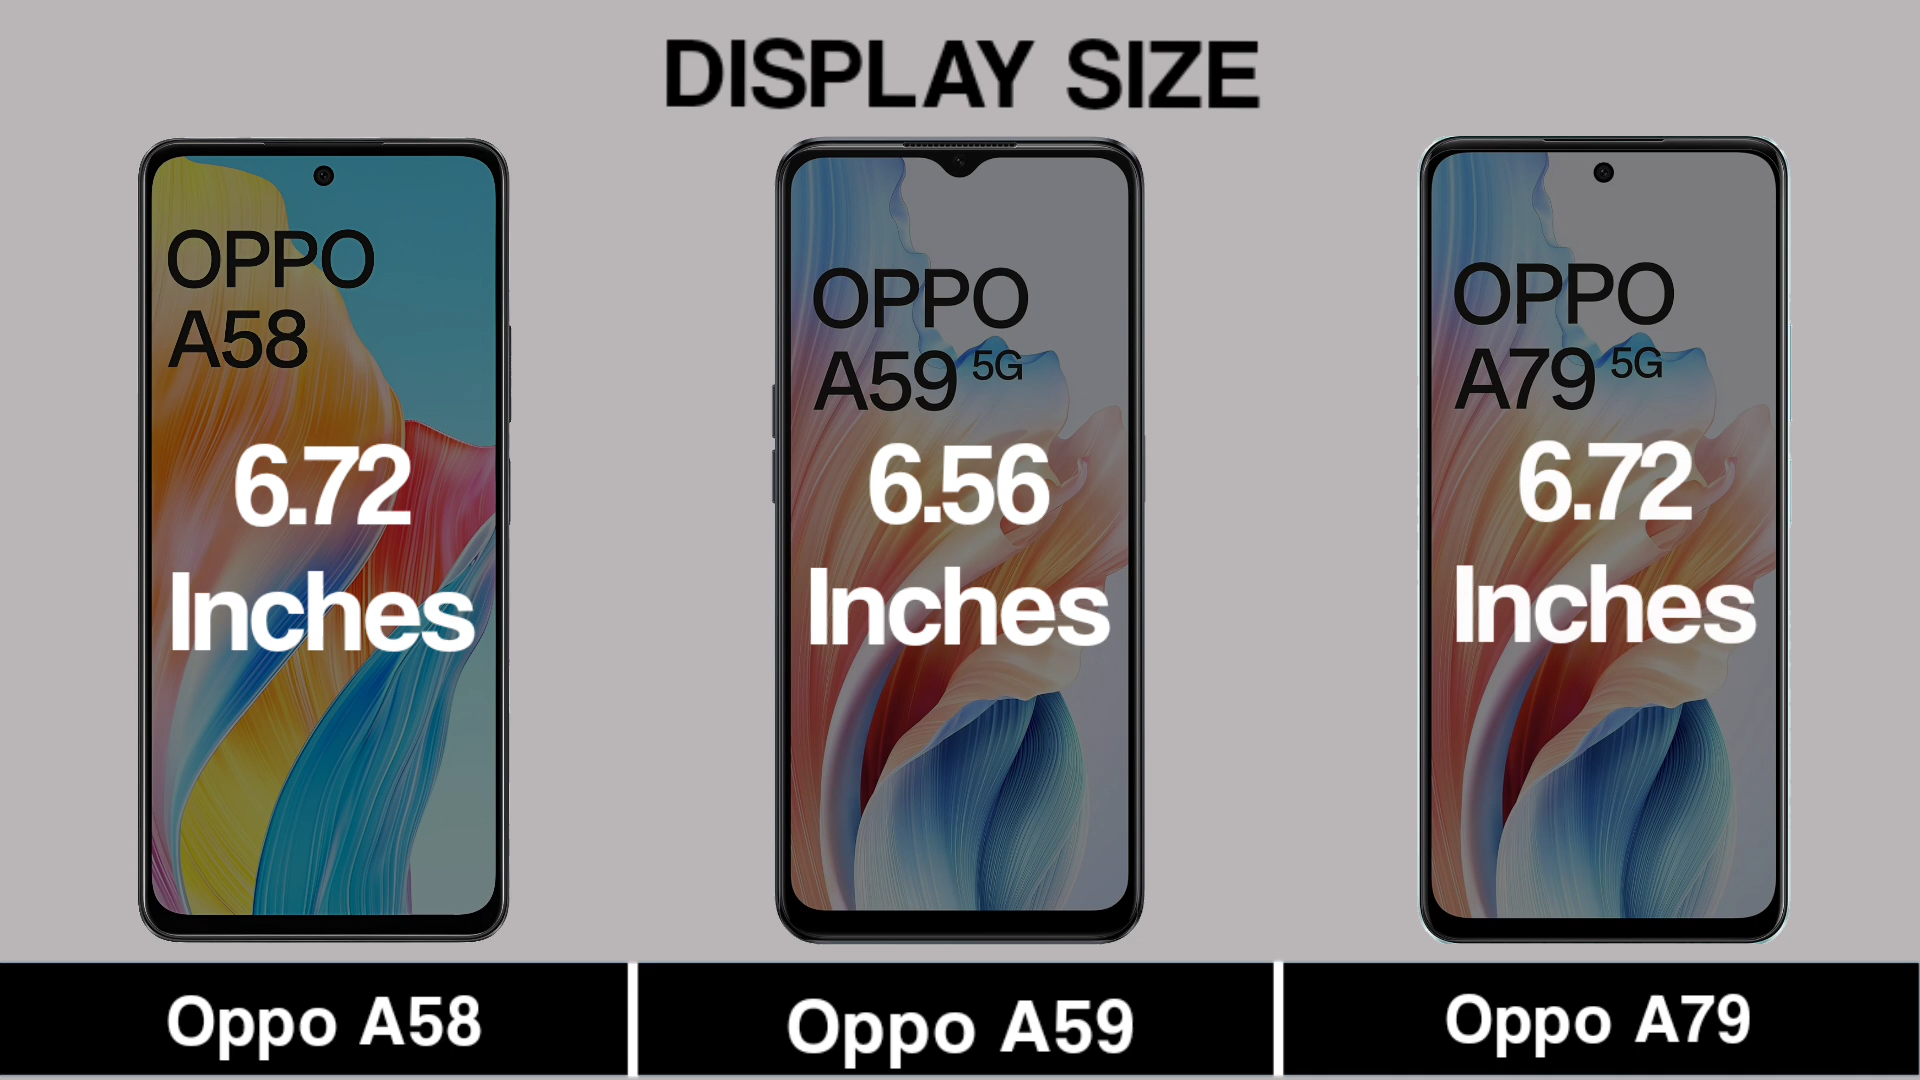 DISPLAY SIZE
OPPO
A58
6.72
Inches
OPPO
A59 5G
6.56
Inches
OPPO
A79 5G
6.72
Inches
Oppo A58
Oppo A59
Oppo A79